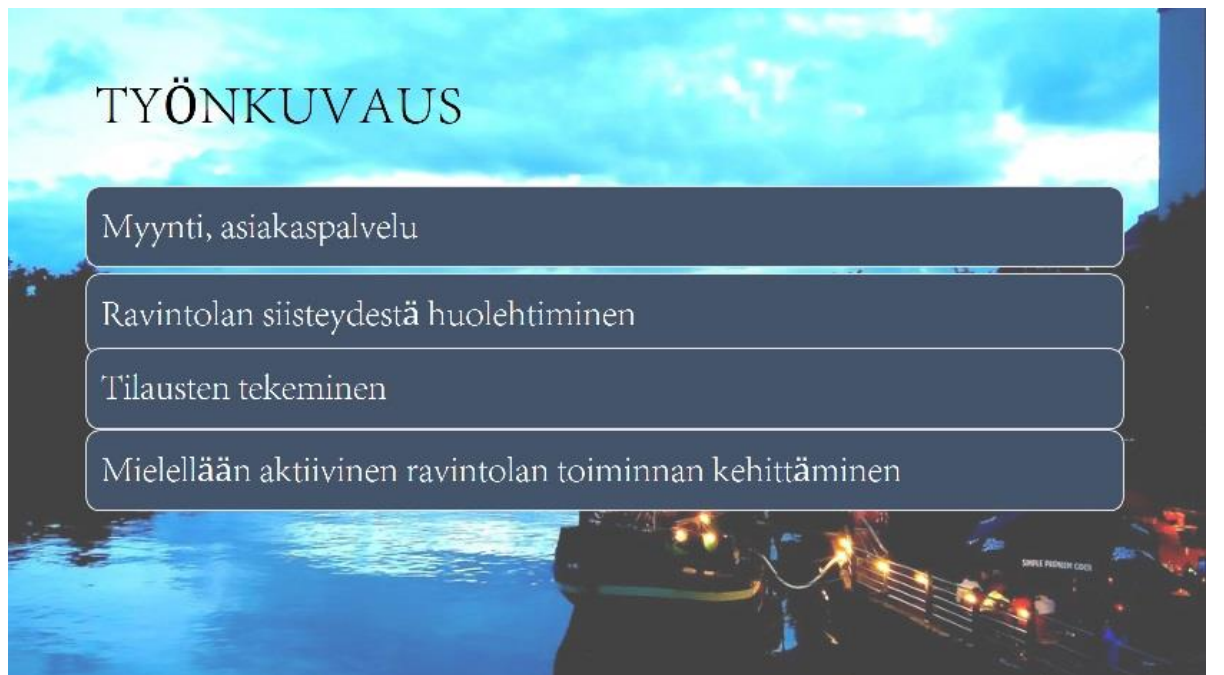 TYÖNKUVAUS
Myynti, asiakaspalvelu
Ravintolan siisteydestä huolehtiminen
Tilausten tekeminen
Mielellään aktiivinen ravintolan toiminnan kehittäminen